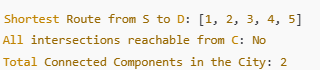 Shortest Route from S to D: [1, 2, 3, 4, 5]
All intersections reachable from C: No
Total Connected Components in the City: 2